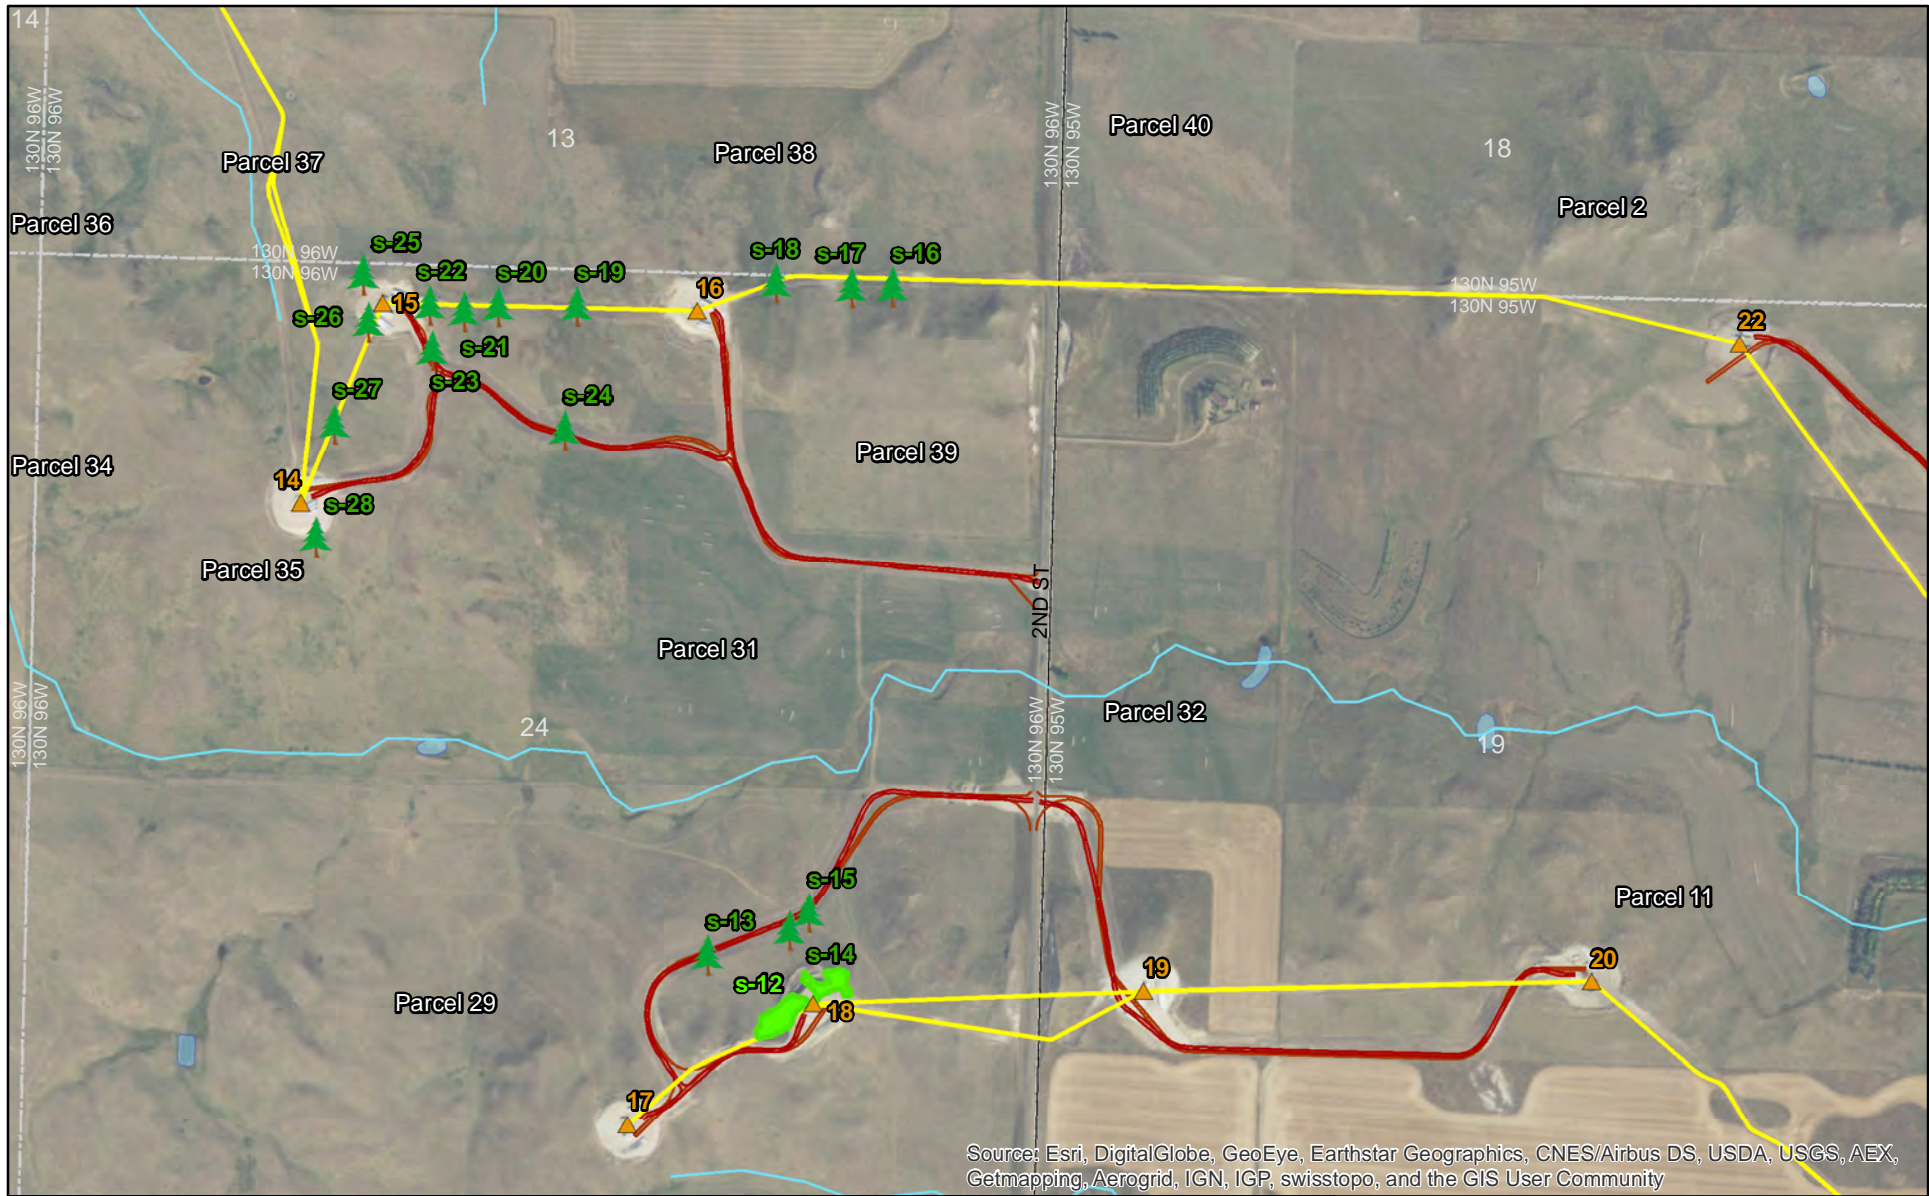 14
130N 96W
130N 96W
13
Parcel 38
130N 96W
130N 95W
Parcel 40
18
Parcel 37
Parcel 36
Parcel 2
130N 96W
130N 96W
s-25
s-22
s-20
s-19
s-18
s-17
s-16
130N 95W
130N 95W
15
16
22
s-26
s-21
s-23
s-27
s-24
Parcel 39
Parcel 34
14
s-28
Parcel 35
2ND ST
Parcel 31
130N 96W
130N 96W
24
130N 96W
130N 95W
Parcel 32
19
s-15
Parcel 11
s-13
s-14
s-12
19
20
Parcel 29
18
17
Source: Esri, DigitalGlobe, GeoEye, Earthstar Geographics, CNES/Airbus DS, USDA, USGS, AEX,
Getmapping, Aerogrid, IGN, IGP, swisstopo, and the GIS User Community